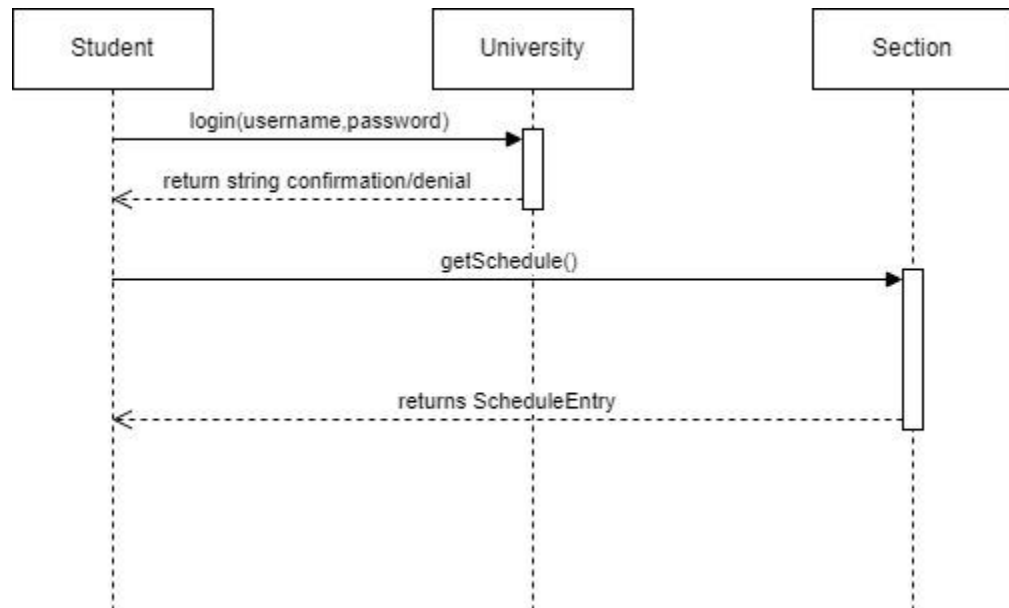 Student
University
Section
login(username,password)
return string confirmation/denial
getSchedule()
returns ScheduleEntry